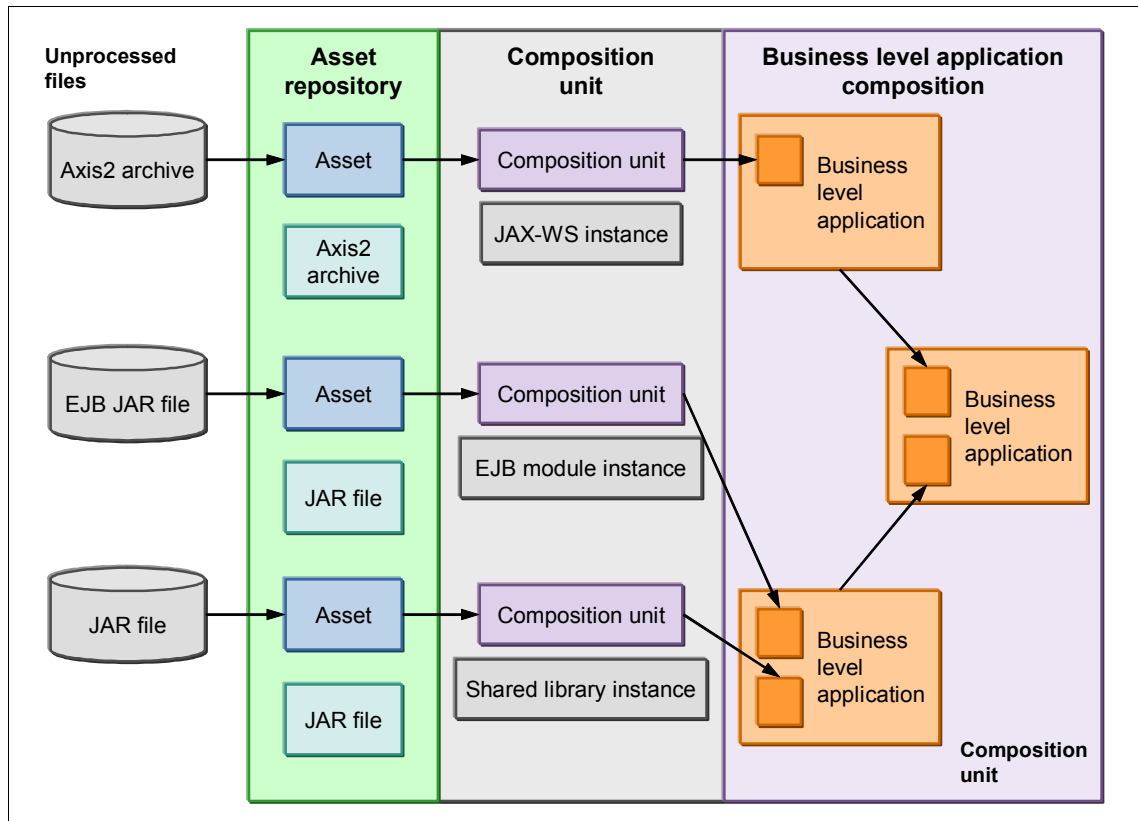 Unprocessed
files
Asset
repository
Composition
unit
Business level application
composition
Axis2 archive
Asset
Composition unit
Business
level
application
Axis2
archive
JAX-WS instance
EJB JAR file
Asset
Composition unit
Business
level
application
JAR file
EJB module instance
JAR file
Asset
Composition unit
Business
level
application
JAR file
Shared library instance
Composition
unit